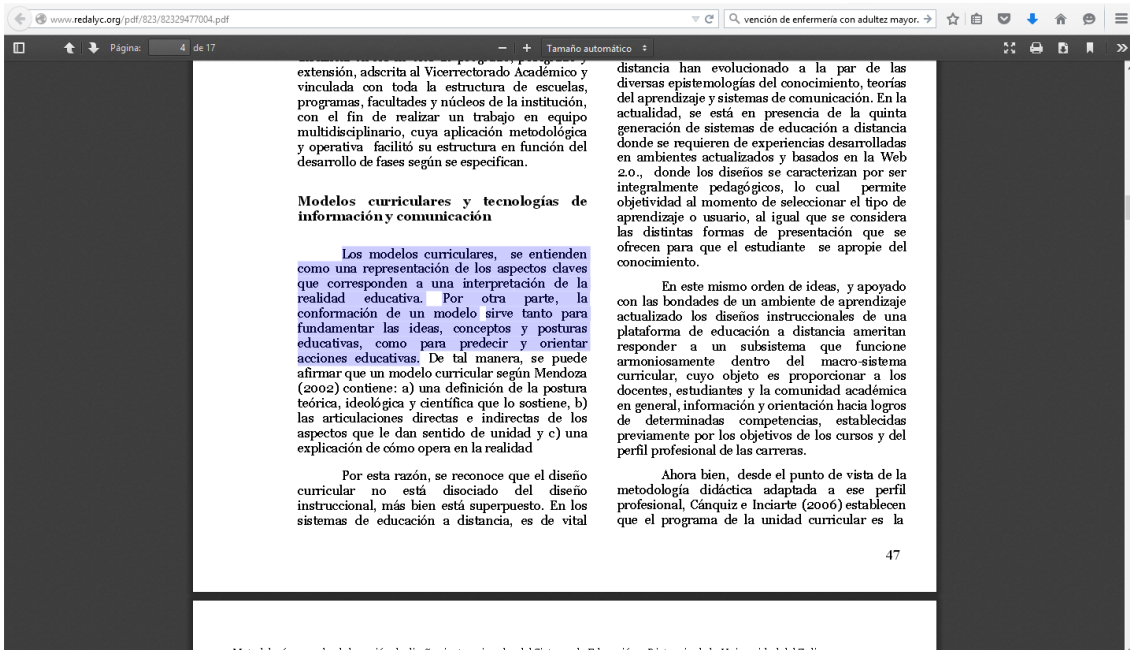 www.redalyc.org/pdf/823/82329477004.pdf
vención de enfermería con adultez mayor.
Página: 4 de 17
Tamaño automático
extensión, adscrita al Vicerrectorado Académico y
vinculada con toda la estructura de escuelas,
programas, facultades y núcleos de la institución,
con el fin de realizar un trabajo en equipo
multidisciplinario, cuya aplicación metodológica
y operativa facilitó su estructura en función del
desarrollo de fases según se especifican.
Modelos curriculares y tecnologías de
información y comunicación
Los modelos curriculares, se entienden
como una representación de los aspectos claves
que corresponden a una interpretación de la
realidad educativa. Por otra parte, la
conformación de un modelo sirve tanto para
fundamentar las ideas, conceptos y posturas
educativas, como para predecir y orientar
acciones educativas. De tal manera, se puede
afirmar que un modelo curricular según Mendoza
(2002) contiene: a) una definición de la postura
teórica, ideológica y científica que lo sostiene, b)
las articulaciones directas e indirectas de los
aspectos que le dan sentido de unidad y c) una
explicación de cómo opera en la realidad
Por esta razón, se reconoce que el diseño
curricular no está disociado del diseño
instruccional, más bien está superpuesto. En los
sistemas de educación a distancia, es de vital
distancia han evolucionado a la par de las
diversas epistemologías del conocimiento, teorías
del aprendizaje y sistemas de comunicación. En la
actualidad, se está en presencia de la quinta
generación de sistemas de educación a distancia
donde se requieren de experiencias desarrolladas
en ambientes actualizados y basados en la Web
2.0., donde los diseños se caracterizan por ser
integralmente pedagógicos, lo cual permite
objetividad al momento de seleccionar el tipo de
aprendizaje o usuario, al igual que se considera
las distintas formas de presentación que se
ofrecen para que el estudiante se apropie del
conocimiento.
En este mismo orden de ideas, y apoyado
con las bondades de un ambiente de aprendizaje
actualizado los diseños instruccionales de una
plataforma de educación a distancia ameritan
responder a un subsistema que funcione
armoniosamente dentro del macro-sistema
curricular, cuyo objeto es proporcionar a los
docentes, estudiantes y la comunidad académica
en general, información y orientación hacia logros
de determinadas competencias, establecidas
previamente por los objetivos de los cursos y del
perfil profesional de las carreras.
Ahora bien, desde el punto de vista de la
metodología didáctica adaptada a ese perfil
profesional, Cánquiz e Inciarte (2006) establecen
que el programa de la unidad curricular es la
47